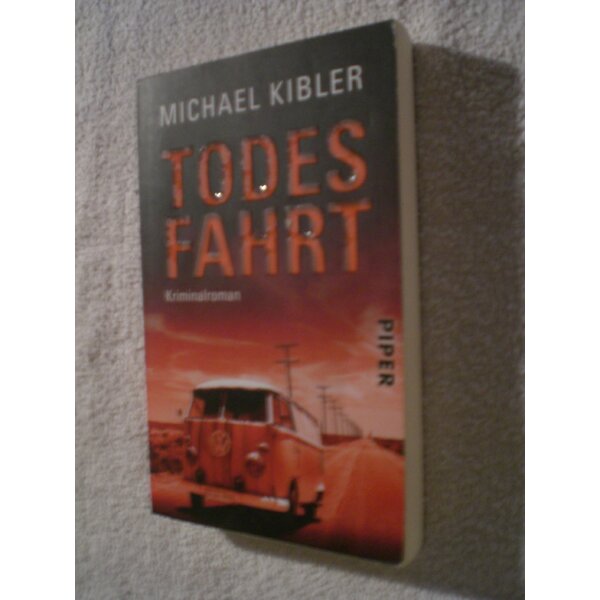 MICHAEL KIBLER
TODES
FAHRT
Kriminalroman
PIPER